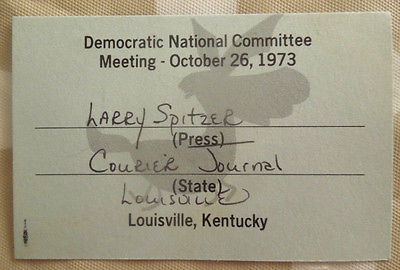 Democratic National Committee
Meeting - October 26, 1973
LARRY SPITZER
(Press)
COURIER JOURNAL
(State)
LOUISVILLE
Louisville, Kentucky